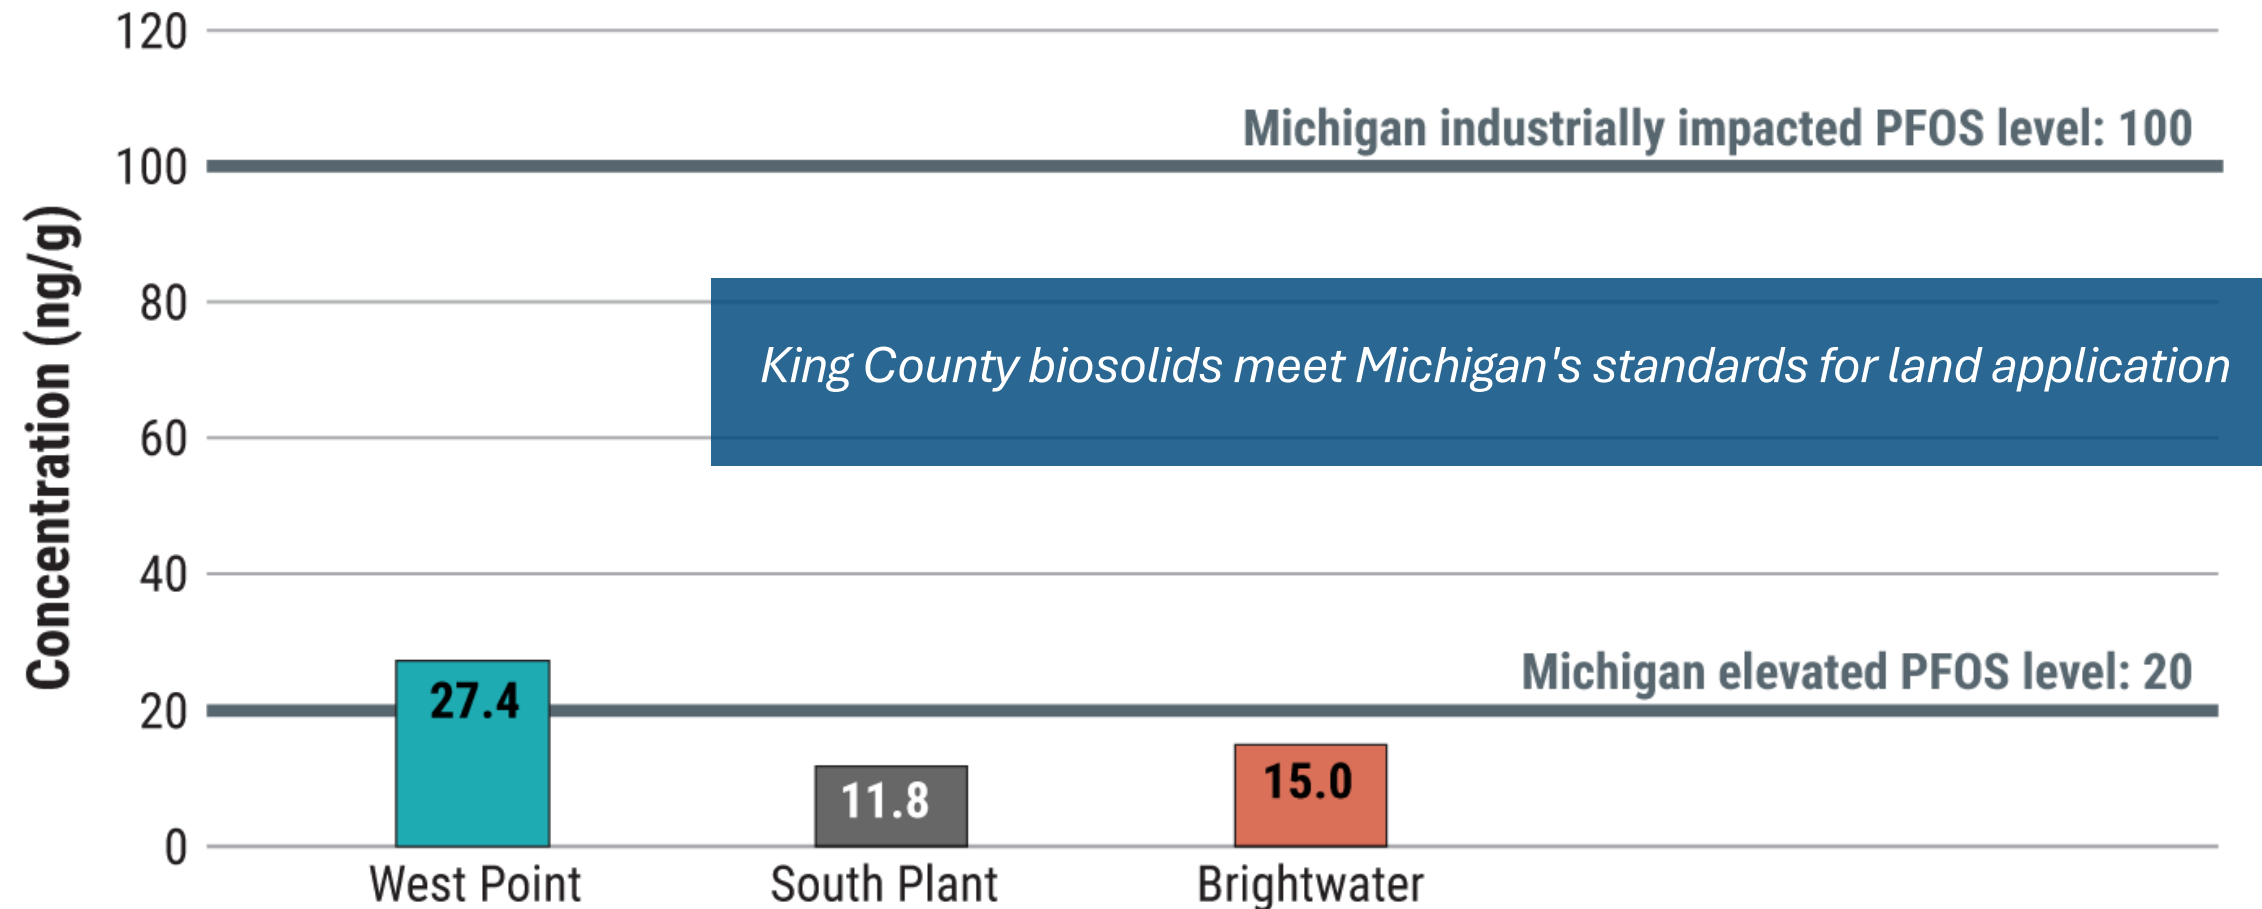 Concentration (ng/g)
120
Michigan industrially impacted PFOS level: 100
100
80
King County biosolids meet Michigan's standards for land application
60
40
Michigan elevated PFOS level: 20
20
27.4
11.8
15.0
0
West Point
South Plant
Brightwater